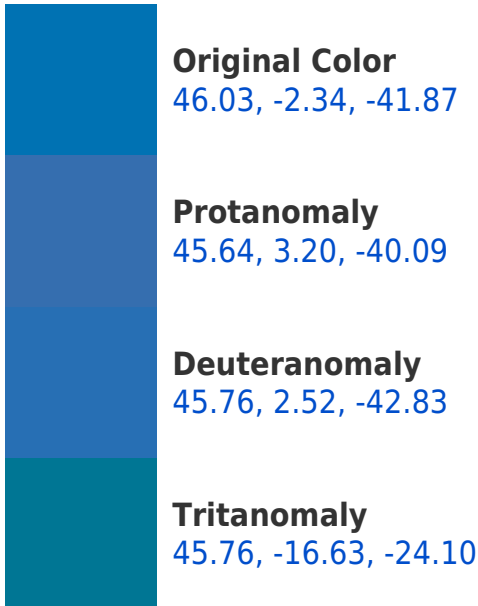 Original Color
46.03, -2.34, -41.87
Protanomaly
45.64, 3.20, -40.09
Deuteranomaly
45.76, 2.52, -42.83
Tritanomaly
45.76, -16.63, -24.10